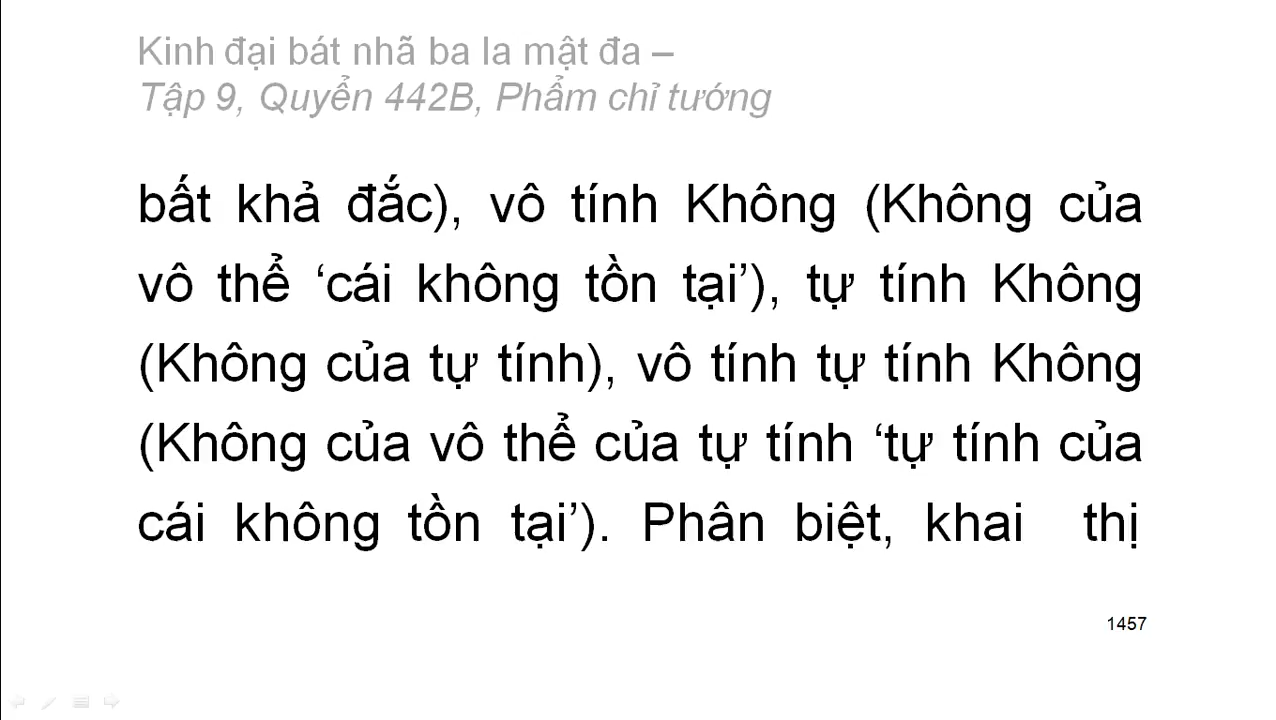 Kinh đại bát nhã ba la mật đa –
Tập 9, Quyển 442B, Phẩm chỉ tướng
bất khả đắc), vô tính Không (Không của
vô thể ‘cái không tồn tại’), tự tính Không
(Không của tự tính), vô tính tự tính Không
(Không của vô thể của tự tính ‘tự tính của
cái không tồn tại’). Phân biệt, khai thị
1457